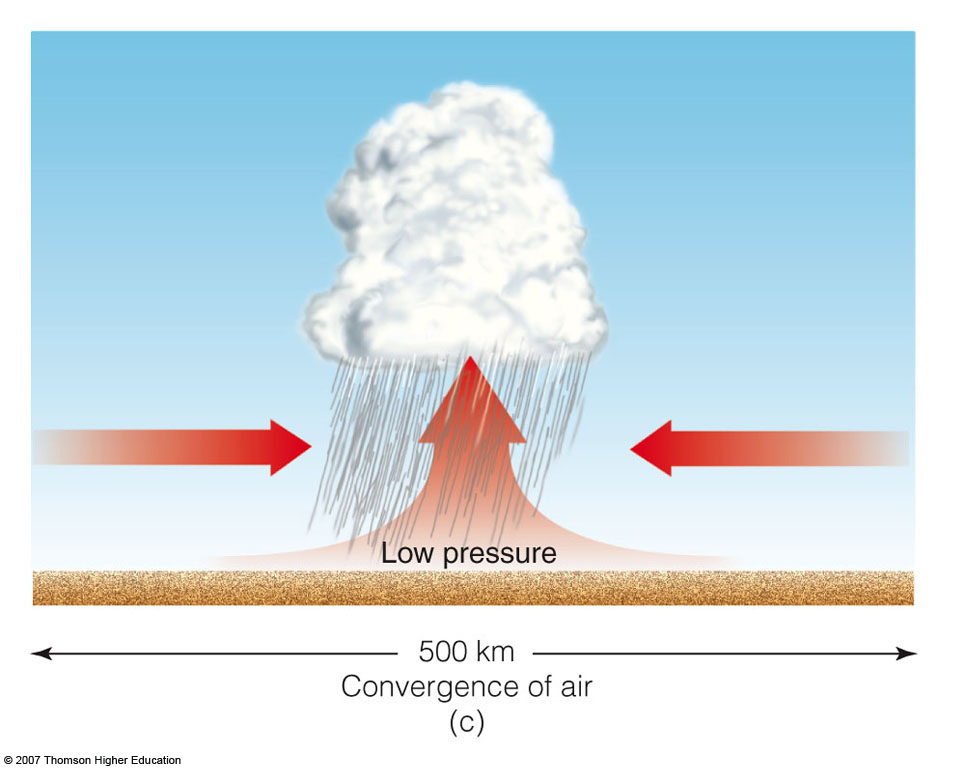 Low pressure
500 km
Convergence of air
(c)
© 2007 Thomson Higher Education